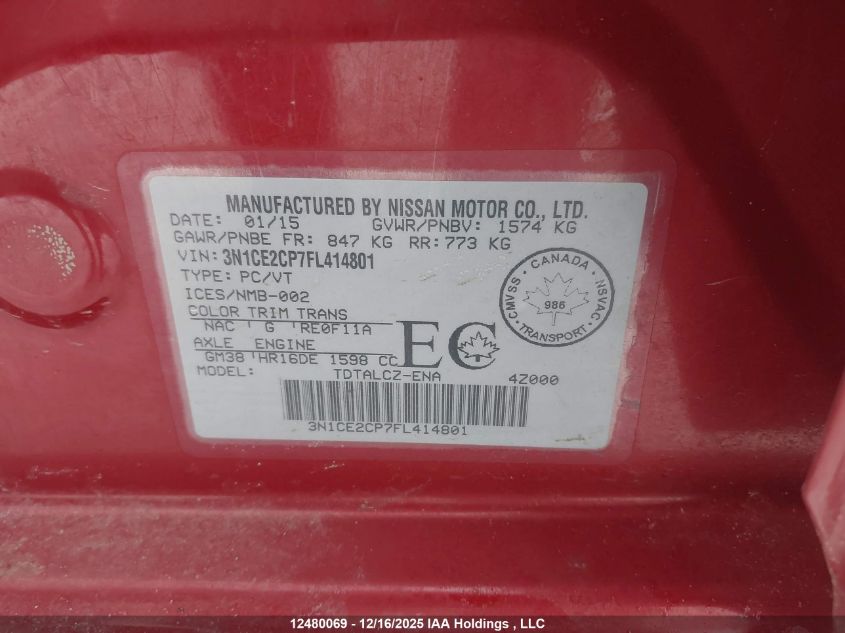 MANUFACTURED BY NISSAN MOTOR CO., LTD.
DATE: 01/15 GVWR/PNBV: 1574 KG
GAWR/PNBE FR: 847 KG RR: 773 KG
VIN: 3N1CE2CP7FL414801
TYPE: PC/VT
ICES/NMB-002
COLOR TRIM TRANS
NAC G RE0F11A
AXLE ENGINE
GM38 HR16DE 1598 CC
MODEL: TDTALCZ-ENA 4Z000
3N1CE2CP7FL414801
EC
CANADA
CMVSS NSVAC
986
TRANSPORT
12480069 - 12/16/2025 IAA Holdings , LLC